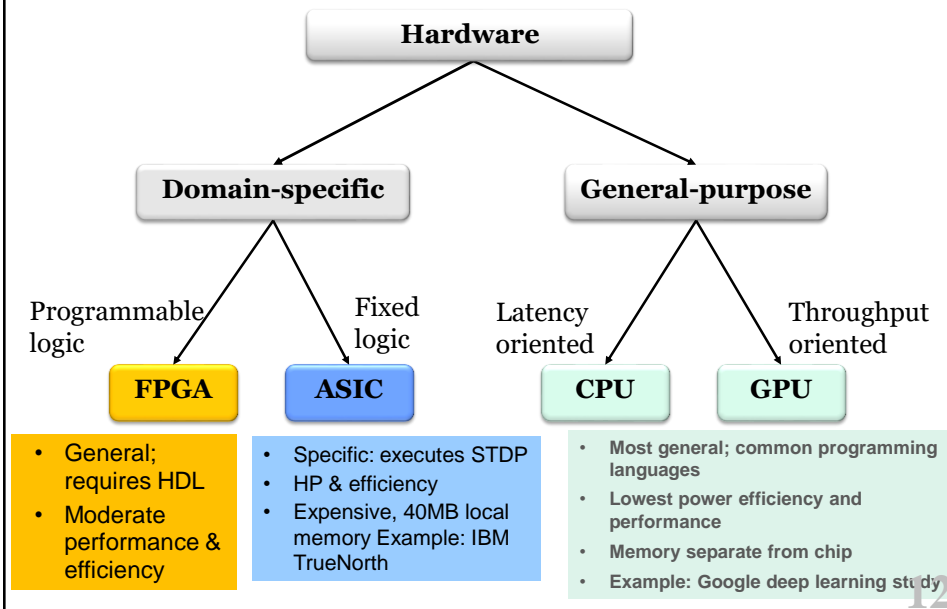 Hardware
Domain-specific
General-purpose
Programmable
logic
Fixed
logic
Latency
oriented
Throughput
oriented
FPGA
ASIC
CPU
GPU
• General;
requires HDL
• Moderate
performance &
efficiency
• Specific: executes STDP
• HP & efficiency
• Expensive, 40MB local
memory Example: IBM
TrueNorth
• Most general; common programming
languages
• Lowest power efficiency and
performance
• Memory separate from chip
• Example: Google deep learning study
12